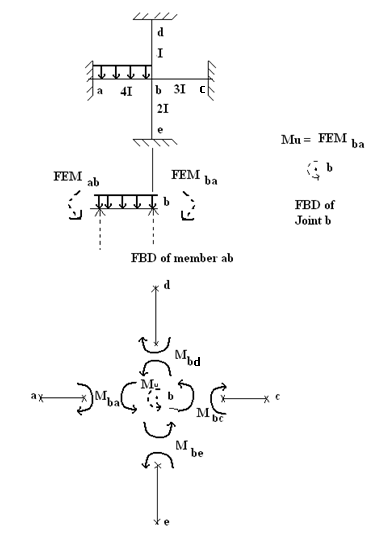 d
I
a 4I b 3I c
2I
e
Mu = FEM ba
b
FBD of
Joint b
FEM ab
FEM ba
b
FBD of member ab
d
M bd
Mu
a
M ba
b
M bc
c
M be
e